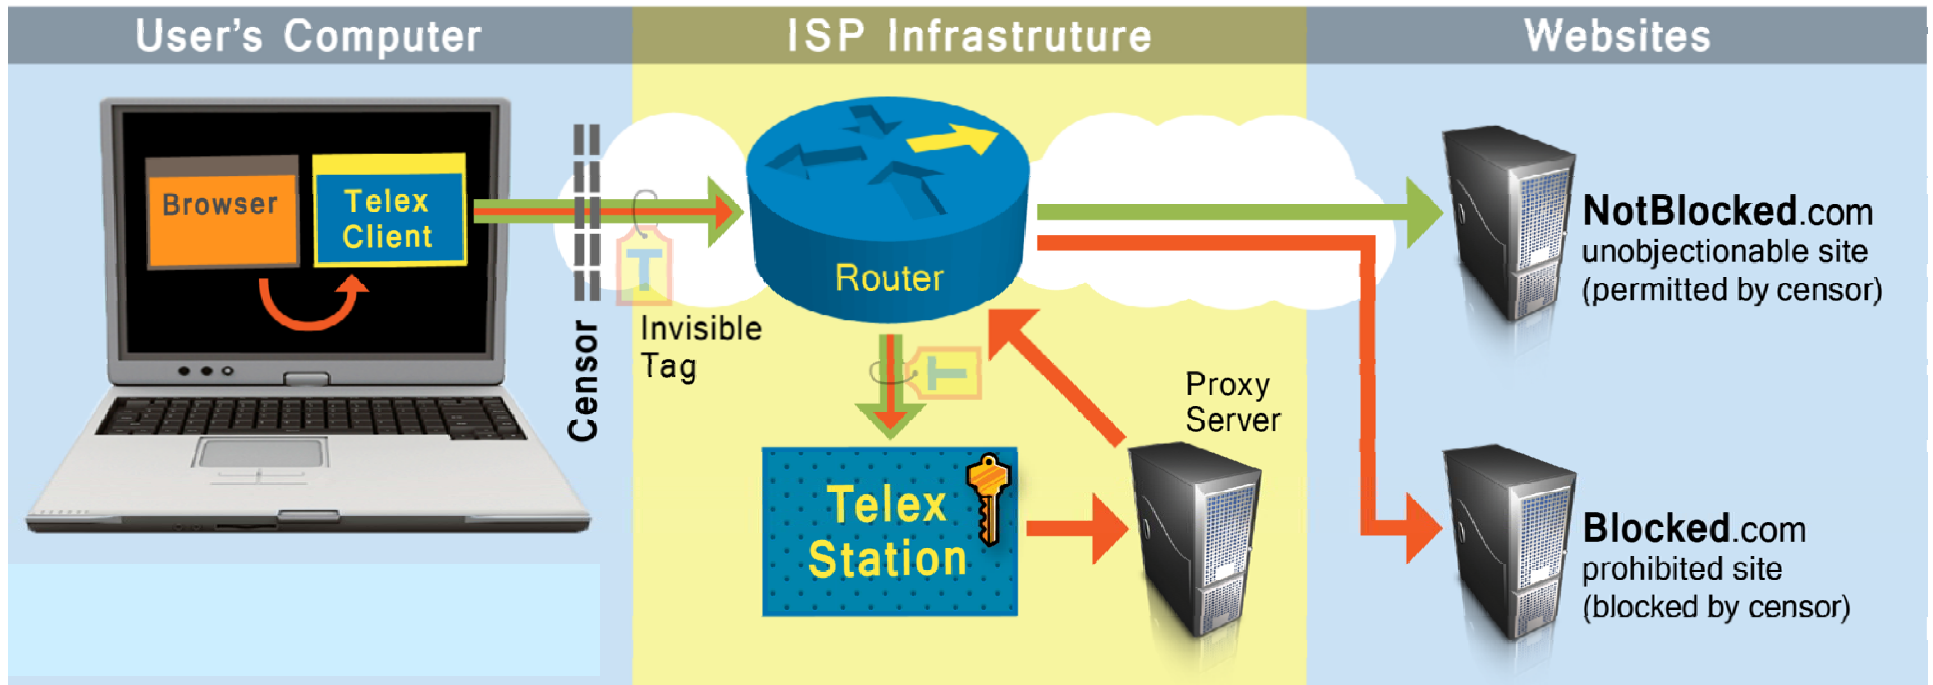 User's Computer
ISP Infrastruture
Websites
Browser
Telex
Client
Censor
T
Invisible
Tag
Router
T
Telex
Station
Proxy
Server
NotBlocked.com
unobjectionable site
(permitted by censor)
Blocked.com
prohibited site
(blocked by censor)